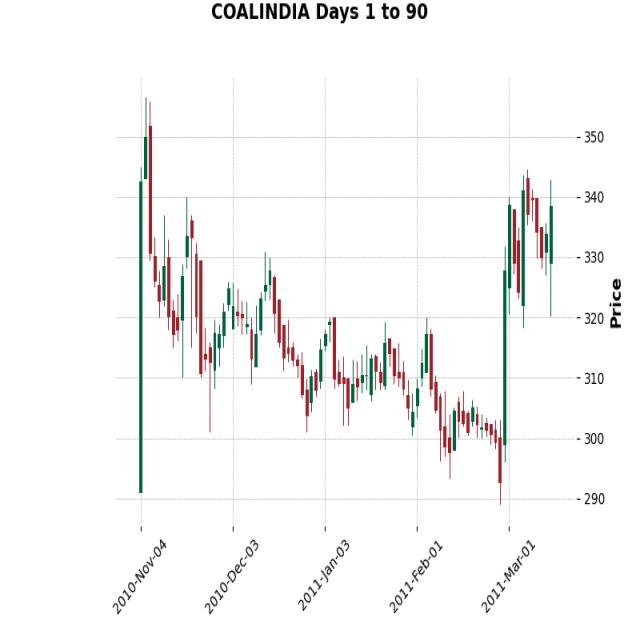 COALINDIA Days 1 to 90
350
340
330
320
310
300
290
Price
2010-Nov-04
2010-Dec-03
2011-Jan-03
2011-Feb-01
2011-Mar-01